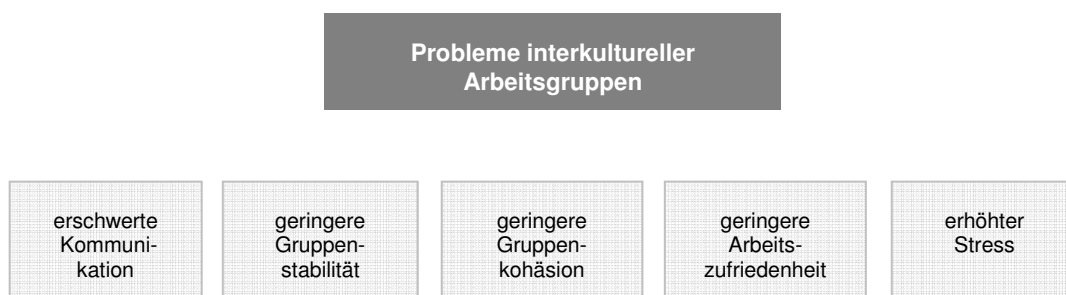 Probleme interkultureller
Arbeitsgruppen
erschwerte
Kommuni-
kation
geringere
Gruppen-
stabilität
geringere
Gruppen-
kohäsion
geringere
Arbeits-
zufriedenheit
erhöhter
Stress